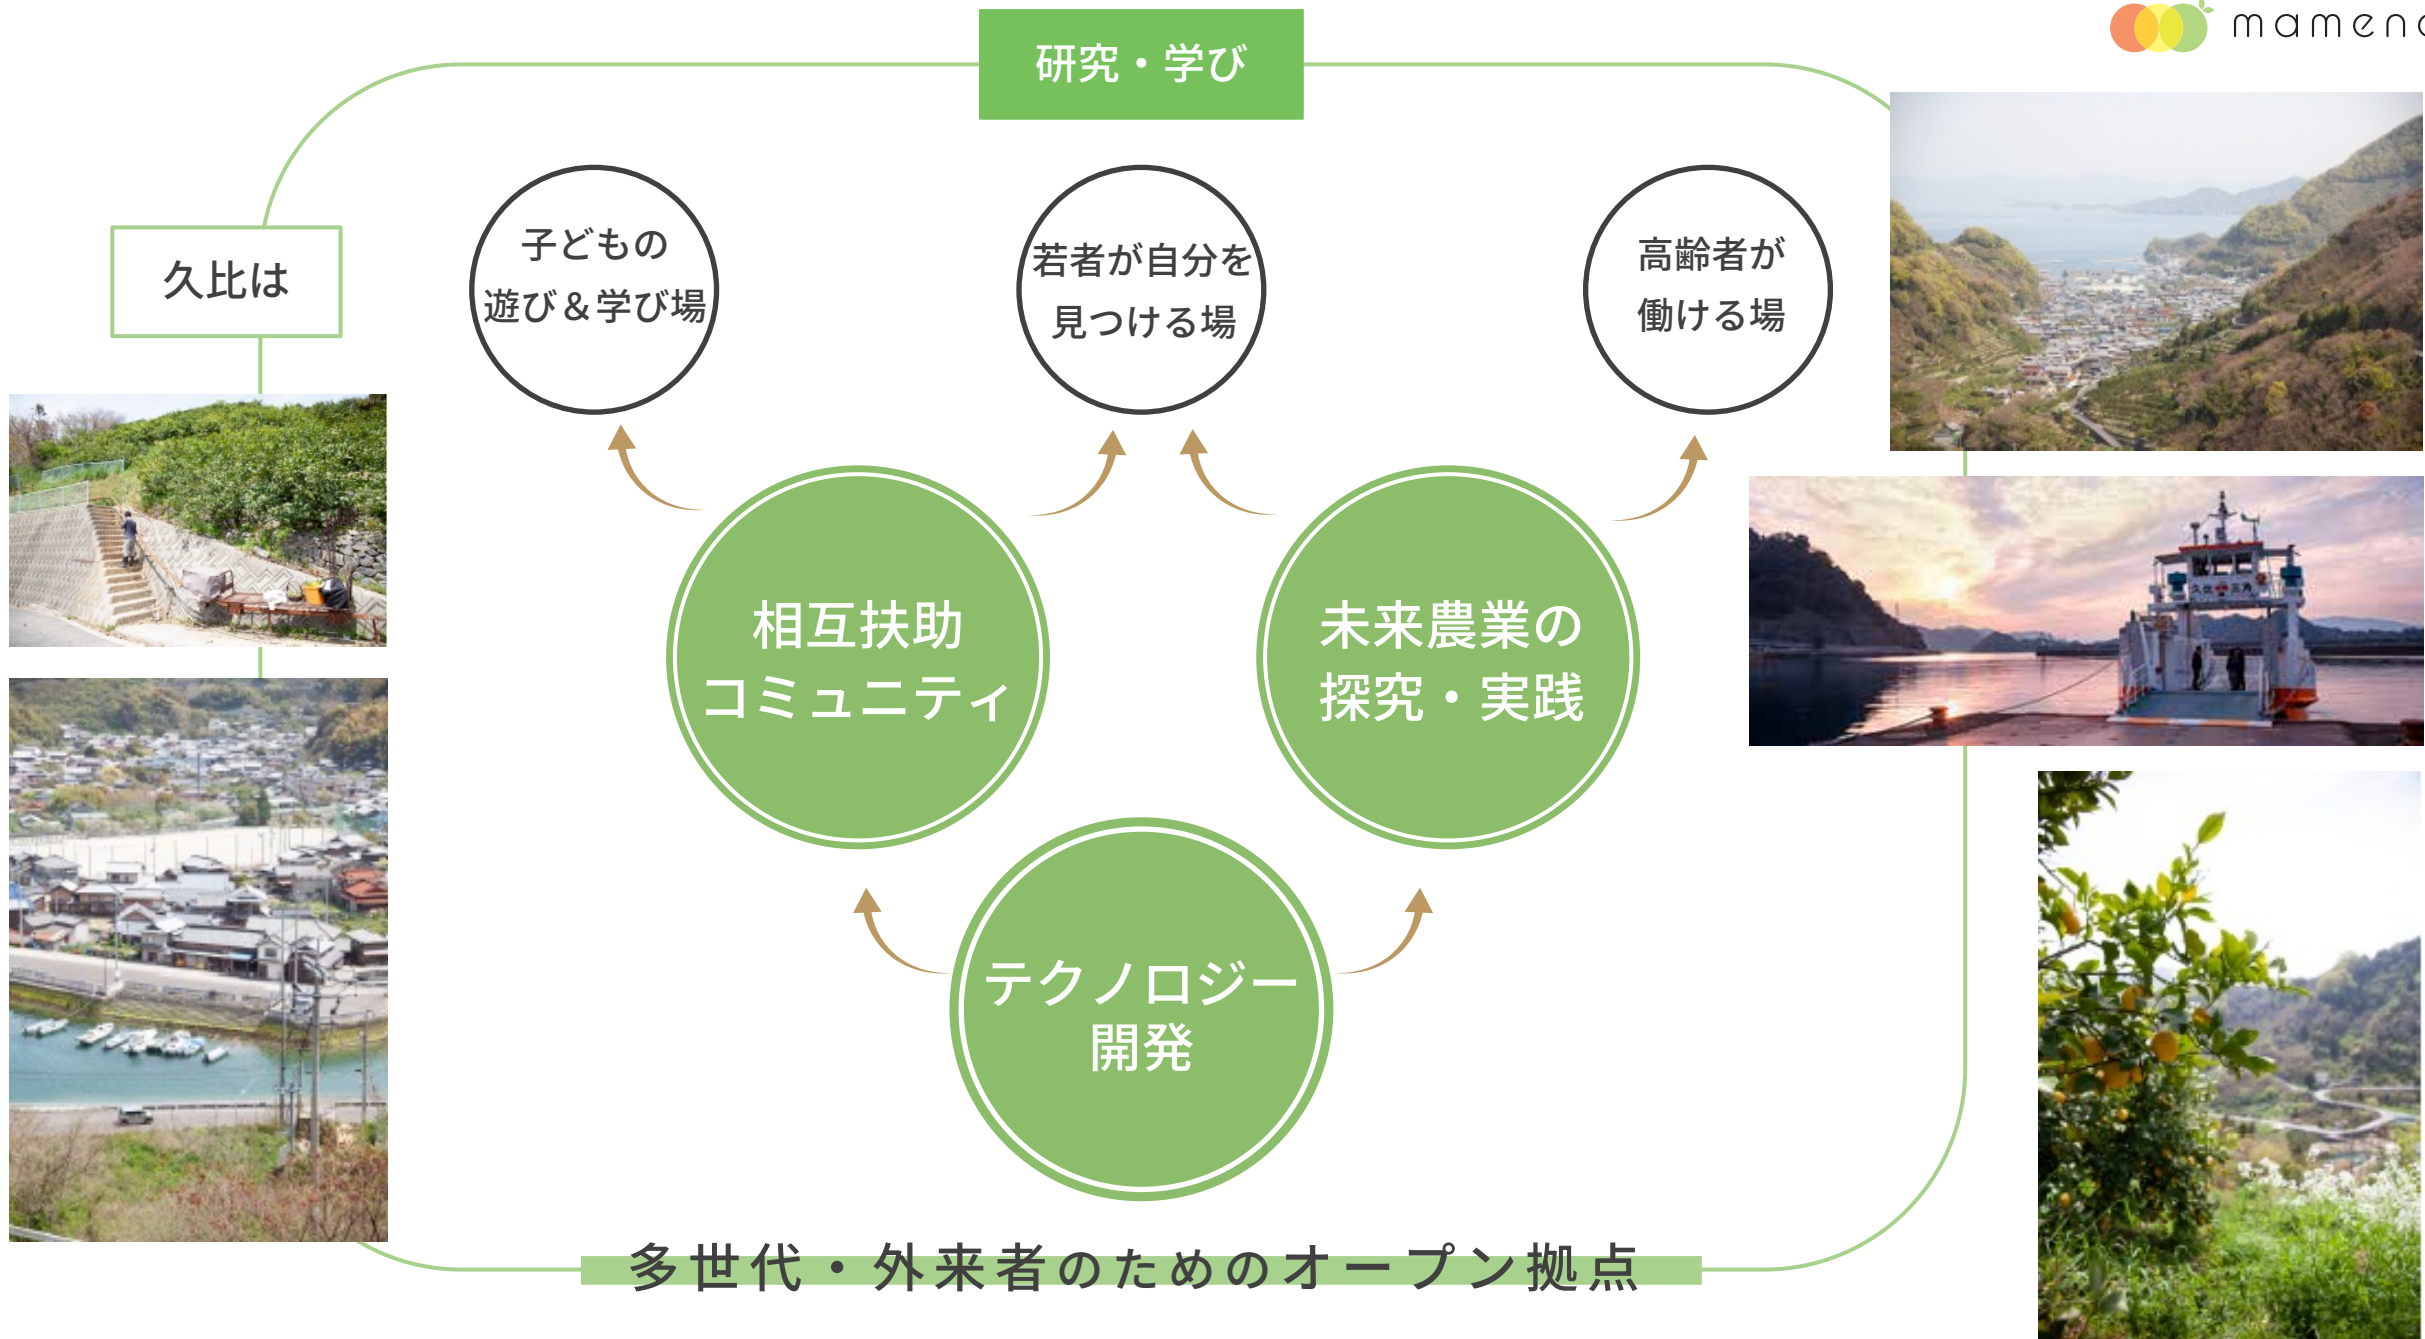 mamen
研究・学び
久比は
子どもの
遊び＆学び場
若者が自分を
見つける場
高齢者が
働ける場
相互扶助
コミュニティ
未来農業の
探究・実践
テクノロジー
開発
多世代・外来者のためのオープン拠点